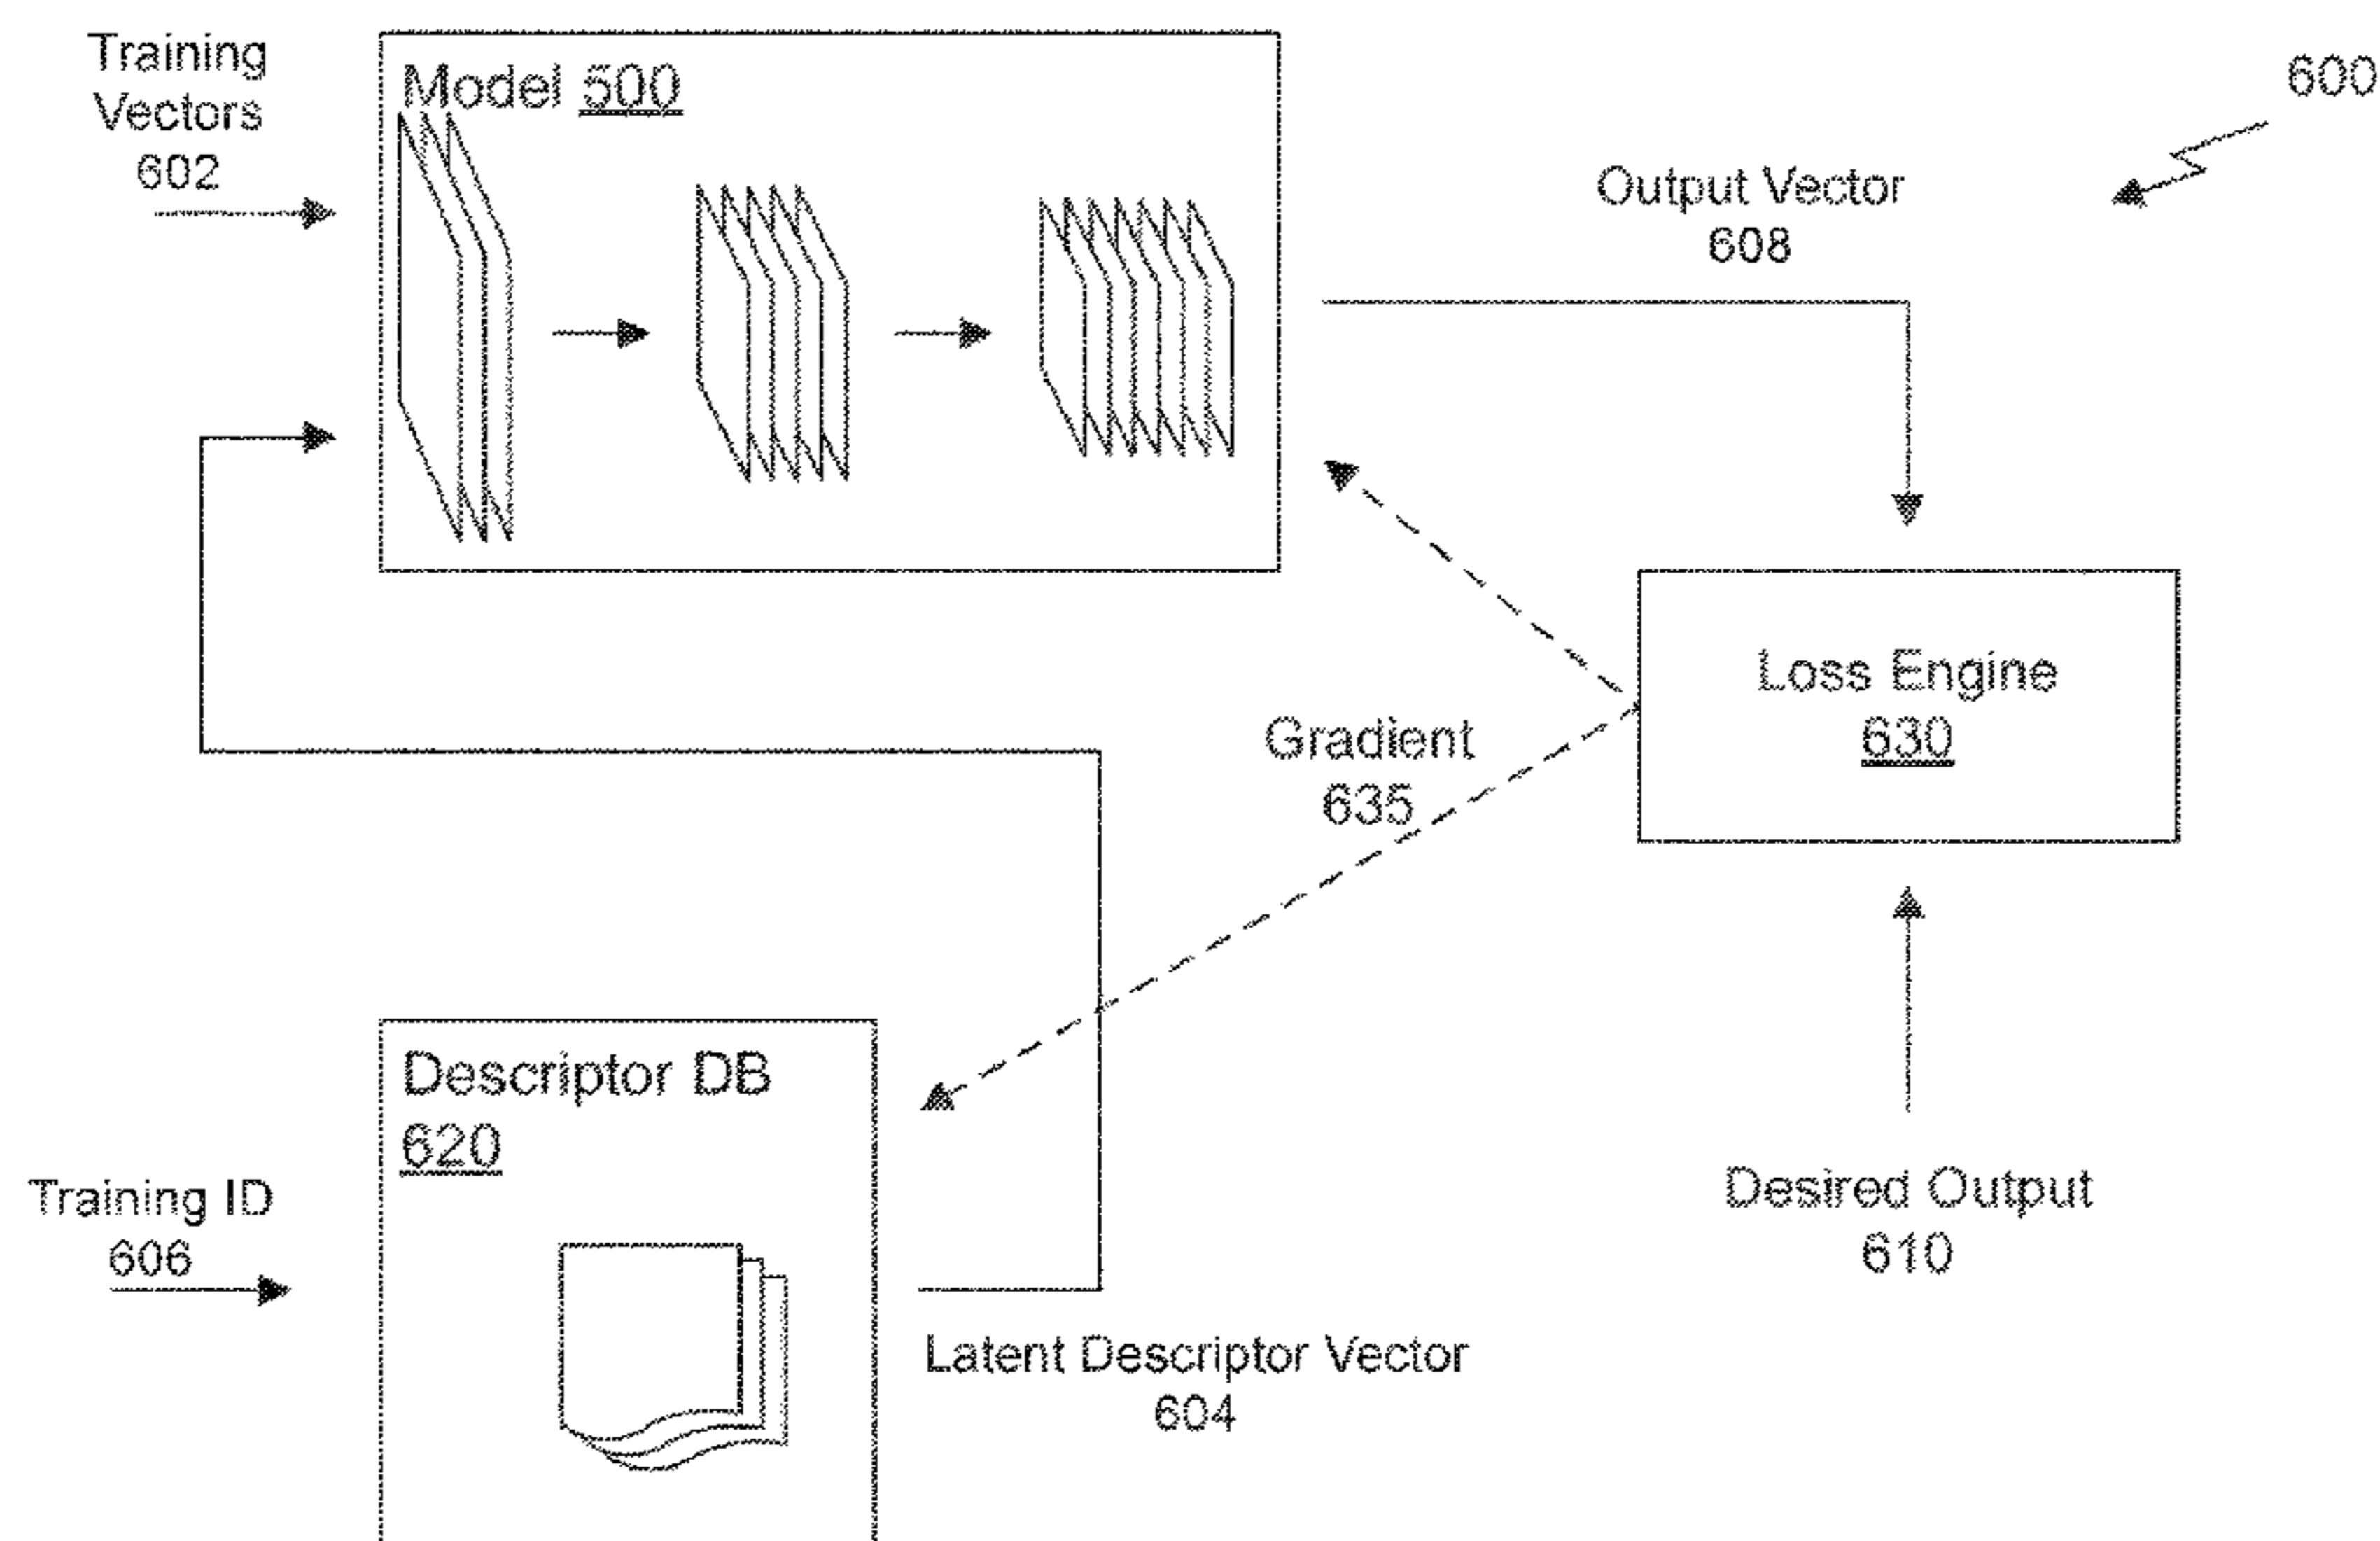 Training
Vectors
602
Model 500
600
Output Vector
608
Loss Engine
630
Gradient
635
Descriptor DB
620
Training ID
606
Desired Output
610
Latent Descriptor Vector
604